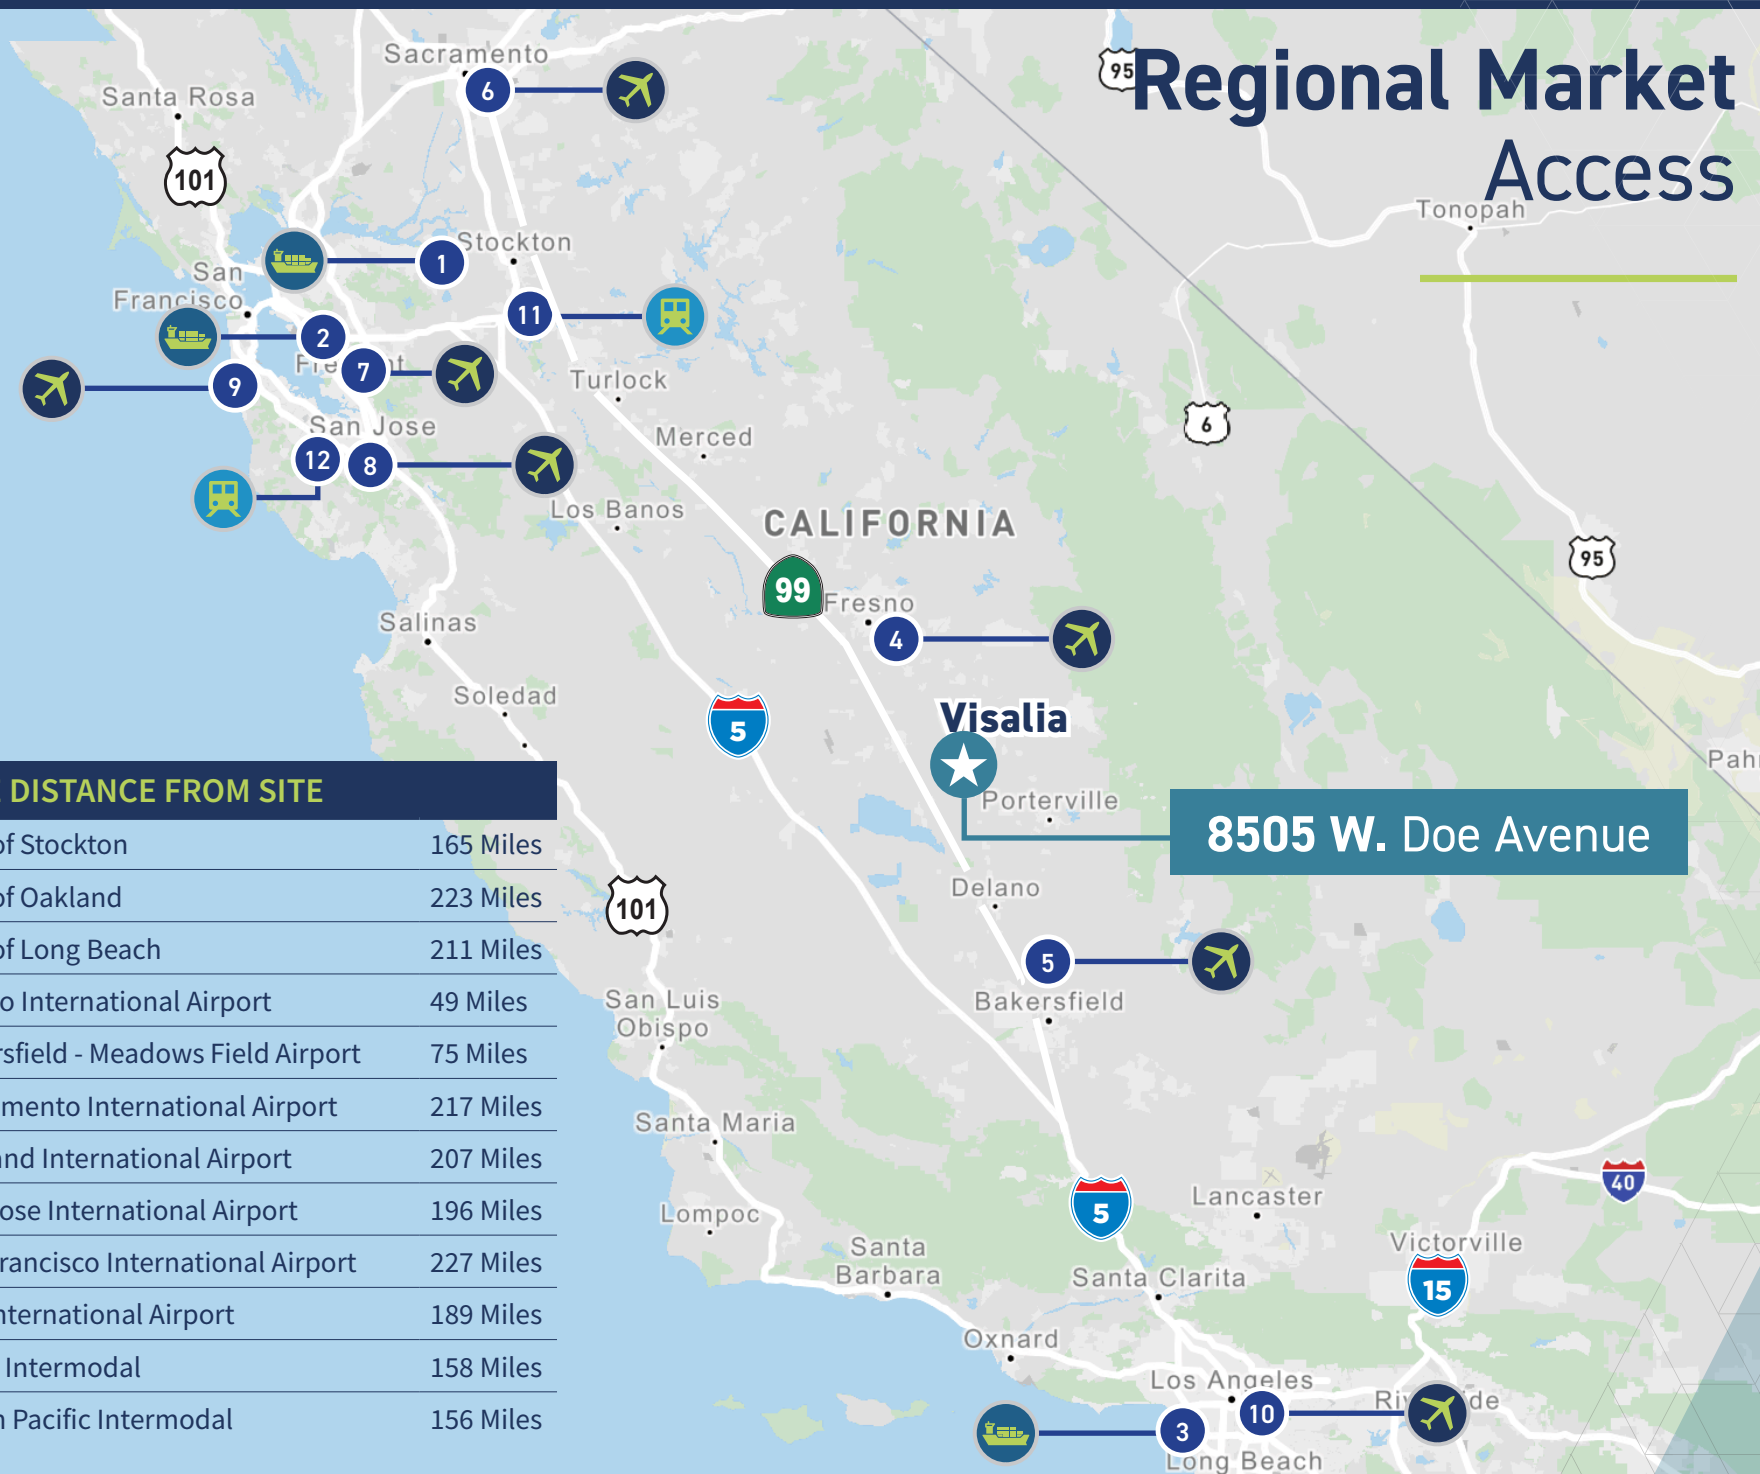 Regional Market
Access
95
Sacramento
6
Santa Rosa
101
Tonopah
Stockton
1
San
Francisco
11
2
7
9
Turlock
San Jose
Merced
12
8
6
Los Banos
CALIFORNIA
95
99
Fresno
4
Salinas
Soledad
Visalia
5
Porterville
8505 W. Doe Avenue
Delano
101
5
Bakersfield
San Luis
Obispo
Santa Maria
40
Lompoc
5
Lancaster
Victorville
Santa
Barbara
Santa Clarita
15
Oxnard
Los Angeles
10
3
Long Beach
DISTANCE FROM SITE
of Stockton 165 Miles
of Oakland 223 Miles
of Long Beach 211 Miles
o International Airport 49 Miles
rsfield - Meadows Field Airport 75 Miles
mento International Airport 217 Miles
and International Airport 207 Miles
ose International Airport 196 Miles
rancisco International Airport 227 Miles
nternational Airport 189 Miles
Intermodal 158 Miles
n Pacific Intermodal 156 Miles